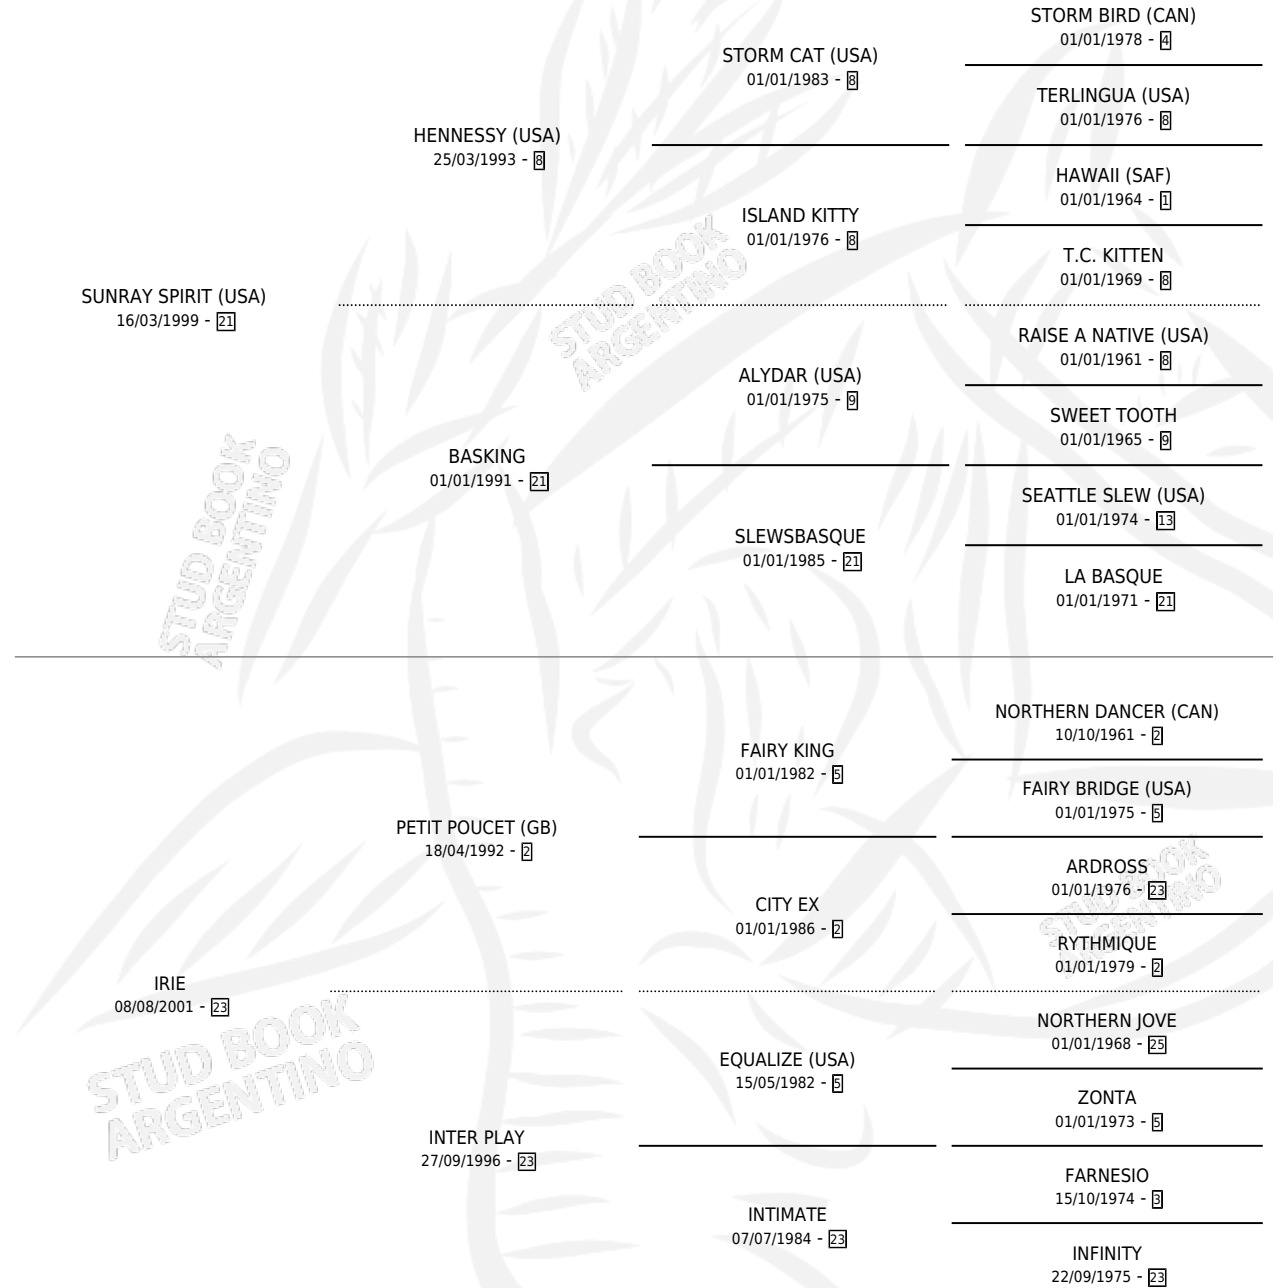 STORM BIRD (CAN)
01/01/1978 - 4
STORM CAT (USA)
01/01/1983 - 8
TERLINGUA (USA)
01/01/1976 - 8
HENNESSY (USA)
25/03/1993 - 8
HAWAII (SAF)
01/01/1964 - 1
ISLAND KITTY
01/01/1976 - 8
T.C. KITTEN
01/01/1969 - 8
SUNRAY SPIRIT (USA)
16/03/1999 - 21
STUD BOOK
ARGENTINO
RAISE A NATIVE (USA)
01/01/1961 - 8
ALYDAR (USA)
01/01/1975 - 9
SWEET TOOTH
01/01/1965 - 9
BASKING
01/01/1991 - 21
SEATTLE SLEW (USA)
01/01/1974 - 13
SLEWSBASQUE
01/01/1985 - 21
LA BASQUE
01/01/1971 - 21
STUD BOOK
ARGENTINO
NORTHERN DANCER (CAN)
10/10/1961 - 2
FAIRY KING
01/01/1982 - 5
FAIRY BRIDGE (USA)
01/01/1975 - 5
PETIT POUCET (GB)
18/04/1992 - 2
ARDROSS
01/01/1976 - 23
CITY EX
01/01/1986 - 2
STUD BOOK
ARGENTINO
RYTHMIQUE
01/01/1979 - 2
IRIE
08/08/2001 - 23
NORTHERN JOVE
01/01/1968 - 25
EQUALIZE (USA)
15/05/1982 - 5
STUD BOOK
ARGENTINO
ZONTA
01/01/1973 - 5
INTER PLAY
27/09/1996 - 23
FARNESIO
15/10/1974 - 3
INTIMATE
07/07/1984 - 23
INFINITY
22/09/1975 - 23